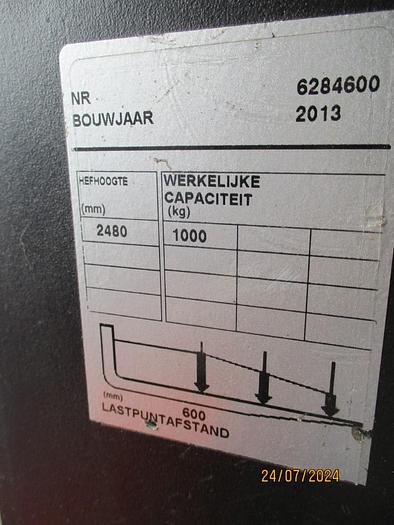 NR 6284600
BOUWJAAR 2013
HEFHOOGTE WERKELIJKE
CAPACITEIT
(mm) (kg)
2480 1000
(mm) 600
LASTPUNTAFSTAND
24/07/2024